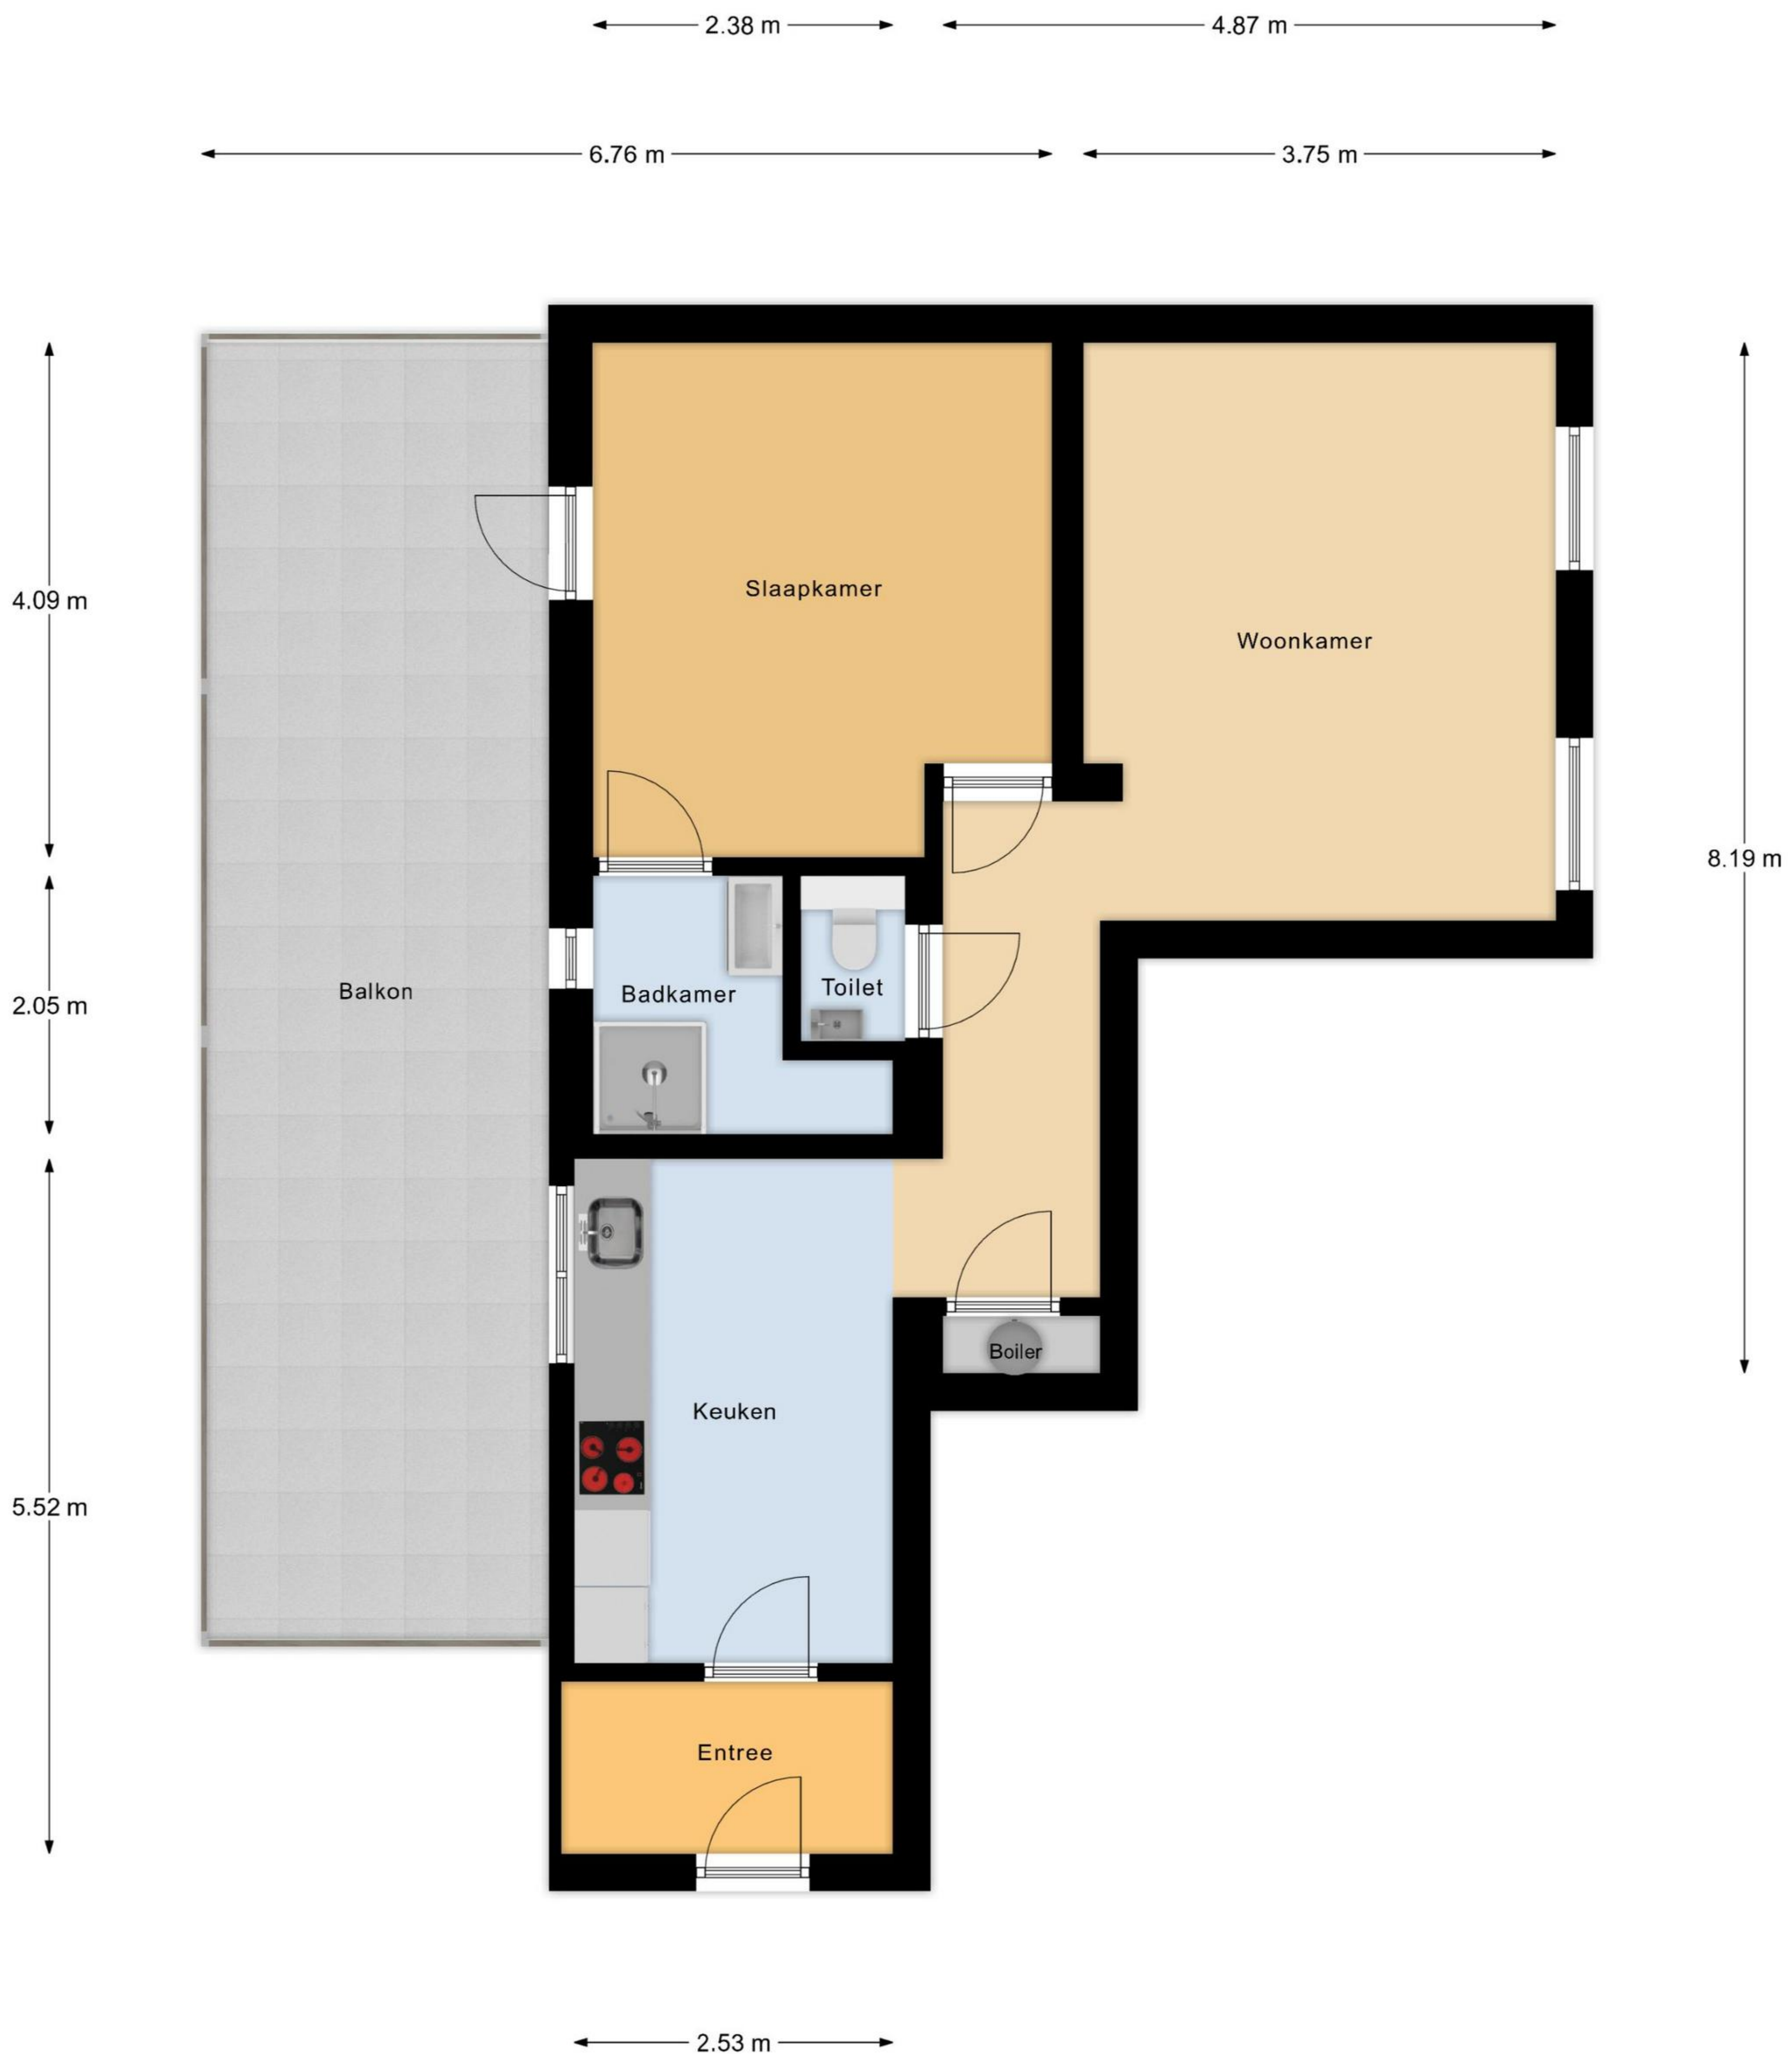 2.38 m
4.87 m
6.76 m
3.75 m
4.09 m
Slaapkamer
Woonkamer
8.19 m
Balkon
Badkamer
Toilet
2.05 m
Boiler
Keuken
5.52 m
Entree
2.53 m